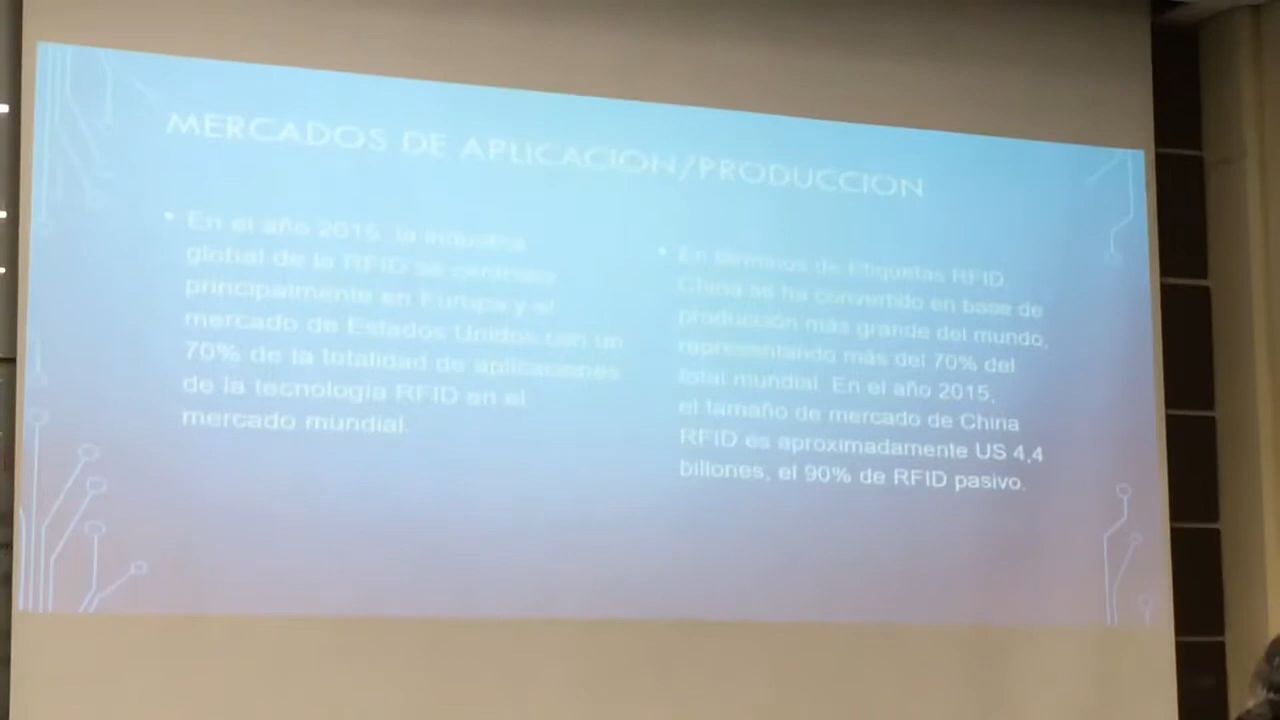 MERCADOS DE APLICACION/PRODUCCION
• En el año 2015, la industria
global de la RFID se centraba
principalmente en Europa y el
mercado de Estados Unidos con un
70% de la totalidad de aplicaciones
de la tecnología RFID en el
mercado mundial.
• En términos de Etiquetas RFID
China se ha convertido en base de
producción más grande del mundo,
representando más del 70% del
total mundial. En el año 2015,
el tamaño de mercado de China
RFID es aproximadamente US 4,4
billones, el 90% de RFID pasivo.